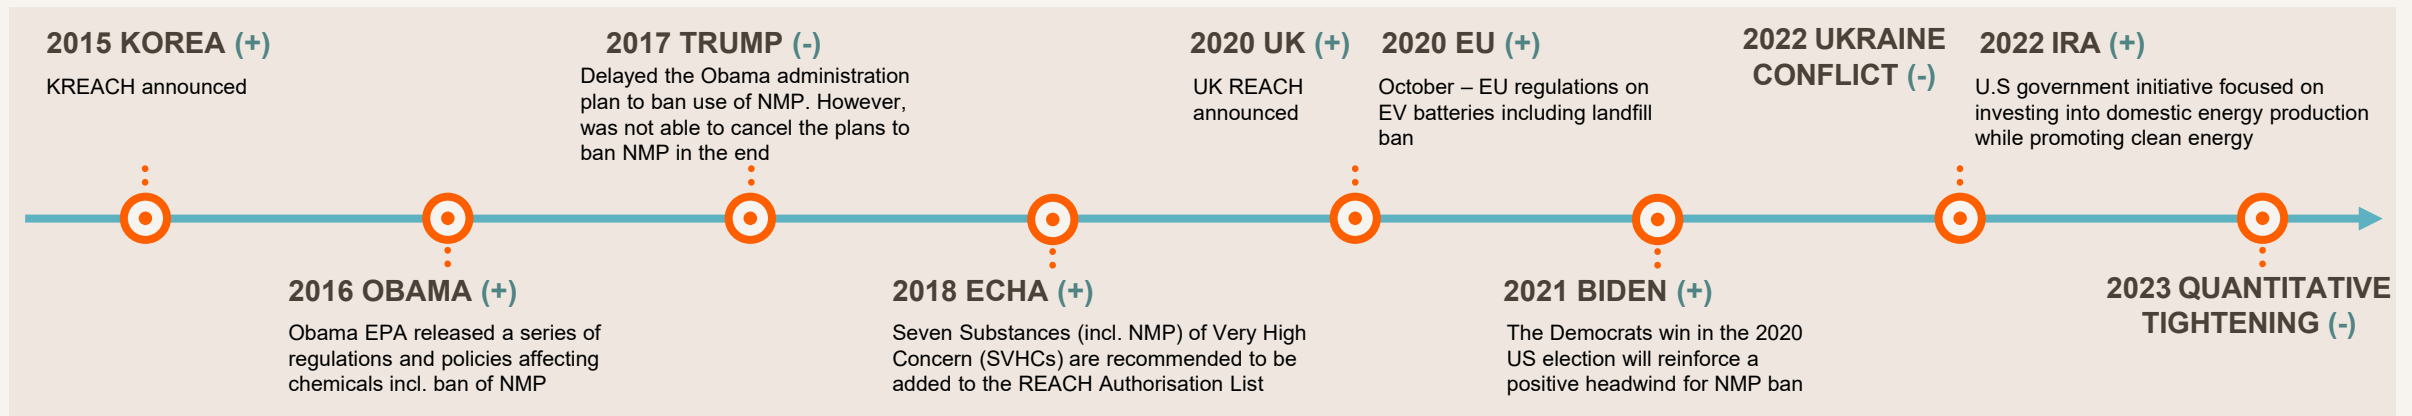 2015 KOREA (+)
KREACH announced
2016 OBAMA (+)
Obama EPA released a series of
regulations and policies affecting
chemicals incl. ban of NMP
2017 TRUMP (-)
Delayed the Obama administration
plan to ban use of NMP. However,
was not able to cancel the plans to
ban NMP in the end
2018 ECHA (+)
Seven Substances (incl. NMP) of Very High
Concern (SVHCs) are recommended to be
added to the REACH Authorisation List
2020 UK (+)
UK REACH
announced
2020 EU (+)
October – EU regulations on
EV batteries including landfill
ban
2021 BIDEN (+)
The Democrats win in the 2020
US election will reinforce a
positive headwind for NMP ban
2022 UKRAINE
CONFLICT (-)
2022 IRA (+)
U.S government initiative focused on
investing into domestic energy production
while promoting clean energy
2023 QUANTITATIVE
TIGHTENING (-)